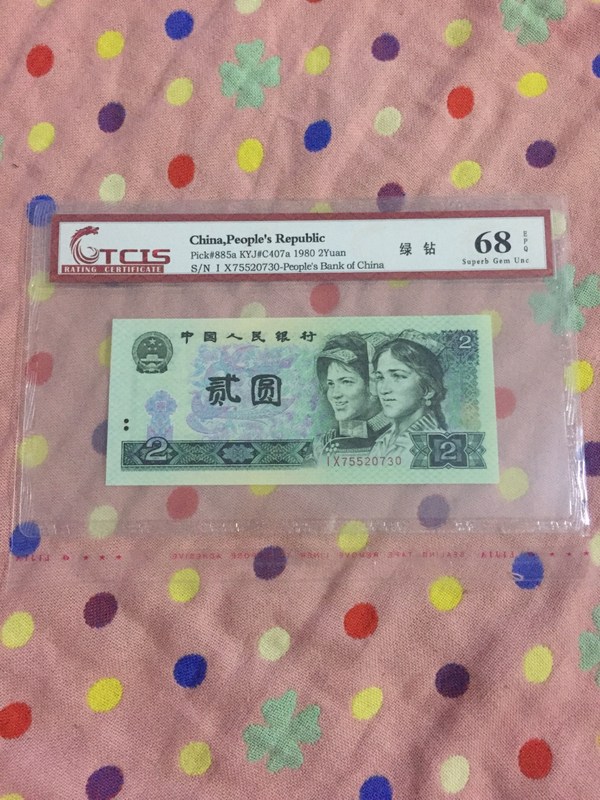 TCIS
RATING CERTIFICATE
China,People's Republic
Pick#885a KYJ#C407a 1980 2Yuan
S/N I X75520730-People's Bank of China
绿 钻
68 EPQ
Superb Gem Unc
中国人民银行
2
贰圆
2
2
IX75520730